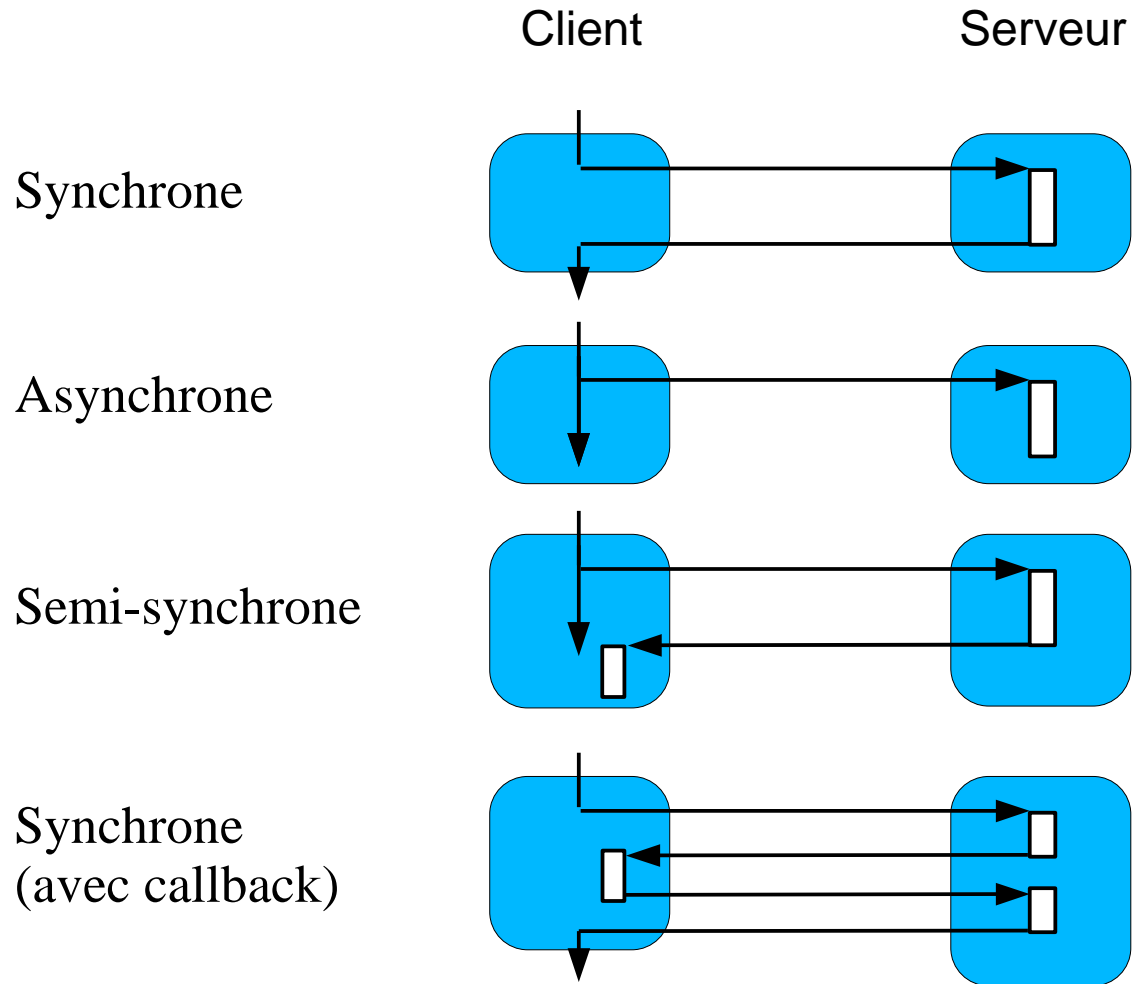 Client Serveur
Synchrone
Asynchrone
Semi-synchrone
Synchrone
(avec callback)